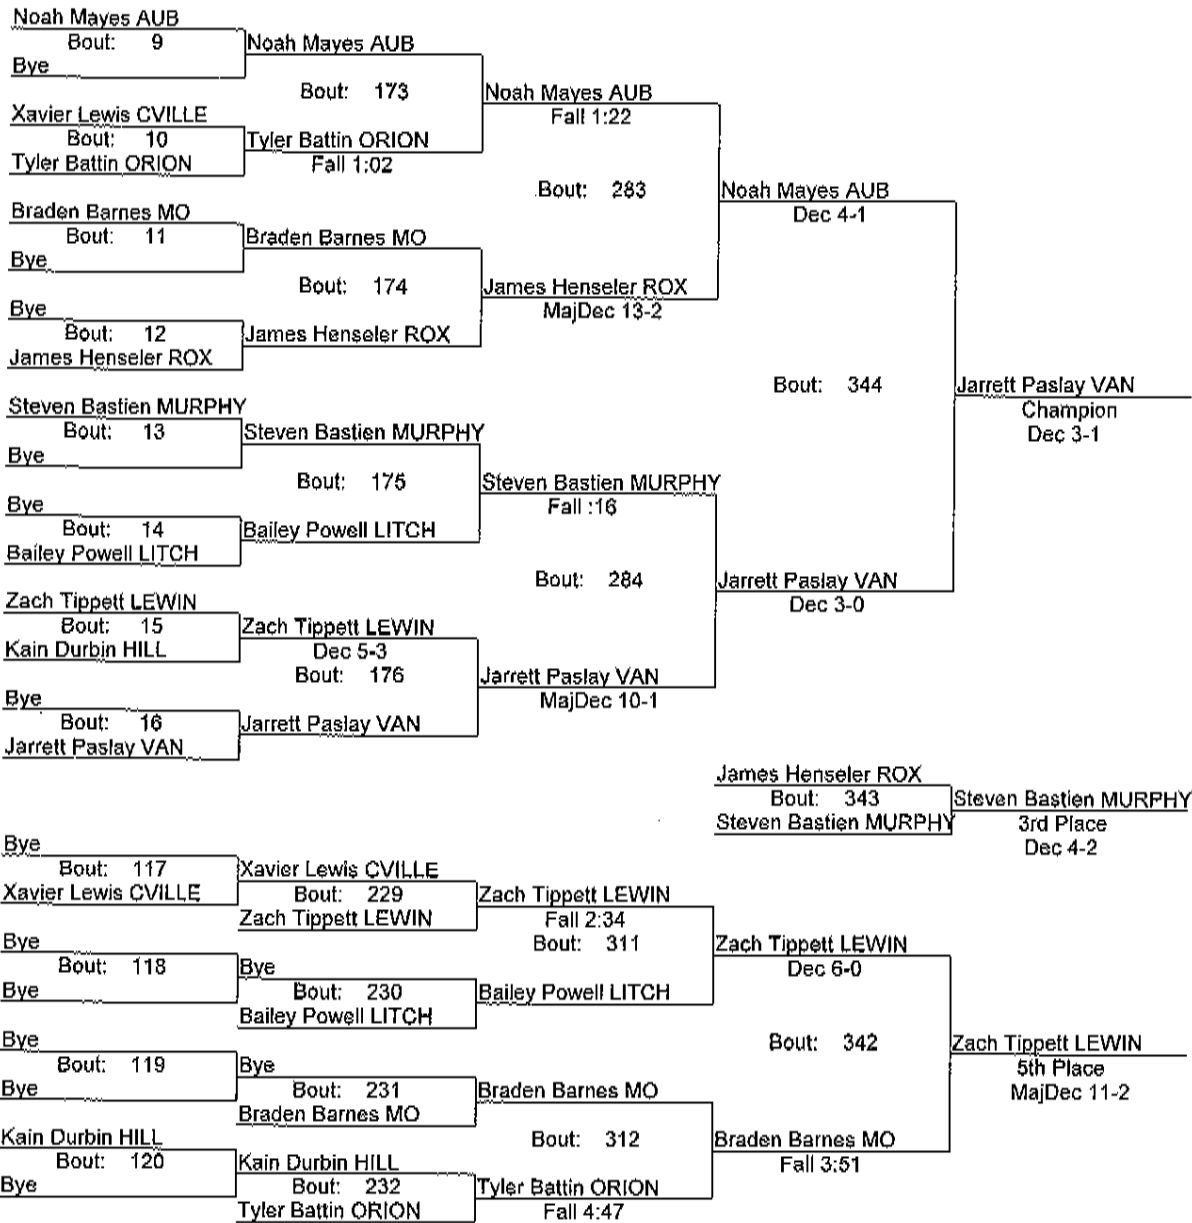 Noah Mayes AUB
Bout: 9
Noah Mayes AUB
Bye
Bout: 173
Noah Mayes AUB
Fall 1:22
Xavier Lewis CVILLE
Bout: 10
Tyler Battin ORION
Tyler Battin ORION
Fall 1:02
Bout: 283
Noah Mayes AUB
Dec 4-1
Braden Barnes MO
Bout: 11
Braden Barnes MO
Bye
Bout: 174
James Henseler ROX
MajDec 13-2
Bye
Bout: 12
James Henseler ROX
James Henseler ROX
Bout: 344
Jarrett Paslay VAN
Champion
Dec 3-1
Steven Bastien MURPHY
Bout: 13
Steven Bastien MURPHY
Bye
Bout: 175
Steven Bastien MURPHY
Fall :16
Bye
Bout: 14
Bailey Powell LITCH
Bailey Powell LITCH
Bout: 284
Jarrett Paslay VAN
Dec 3-0
Zach Tippett LEWIN
Bout: 15
Zach Tippett LEWIN
Kain Durbin HILL
Dec 5-3
Bout: 176
Jarrett Paslay VAN
MajDec 10-1
Bye
Bout: 16
Jarrett Paslay VAN
Jarrett Paslay VAN
James Henseler ROX
Bout: 343
Steven Bastien MURPHY
Steven Bastien MURPHY
3rd Place
Dec 4-2
Bye
Bout: 117
Xavier Lewis CVILLE
Xavier Lewis CVILLE
Bout: 229
Zach Tippett LEWIN
Zach Tippett LEWIN
Fall 2:34
Bout: 311
Zach Tippett LEWIN
Dec 6-0
Bye
Bout: 118
Bye
Bye
Bout: 230
Bailey Powell LITCH
Bailey Powell LITCH
Bout: 342
Zach Tippett LEWIN
5th Place
MajDec 11-2
Bye
Bout: 119
Bye
Bye
Bout: 231
Braden Barnes MO
Braden Barnes MO
Bout: 312
Braden Barnes MO
Fall 3:51
Kain Durbin HILL
Bout: 120
Kain Durbin HILL
Bye
Bout: 232
Tyler Battin ORION
Tyler Battin ORION
Fall 4:47